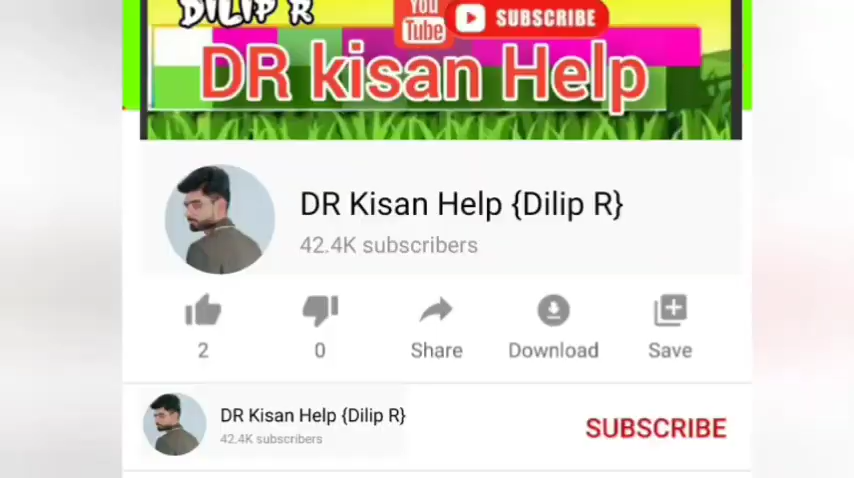 DILIP R
You
Tube
SUBSCRIBE
DR kisan Help
DR Kisan Help {Dilip R}
42.4K subscribers
2
0
Share
Download
Save
DR Kisan Help {Dilip R}
42.4K subscribers
SUBSCRIBE